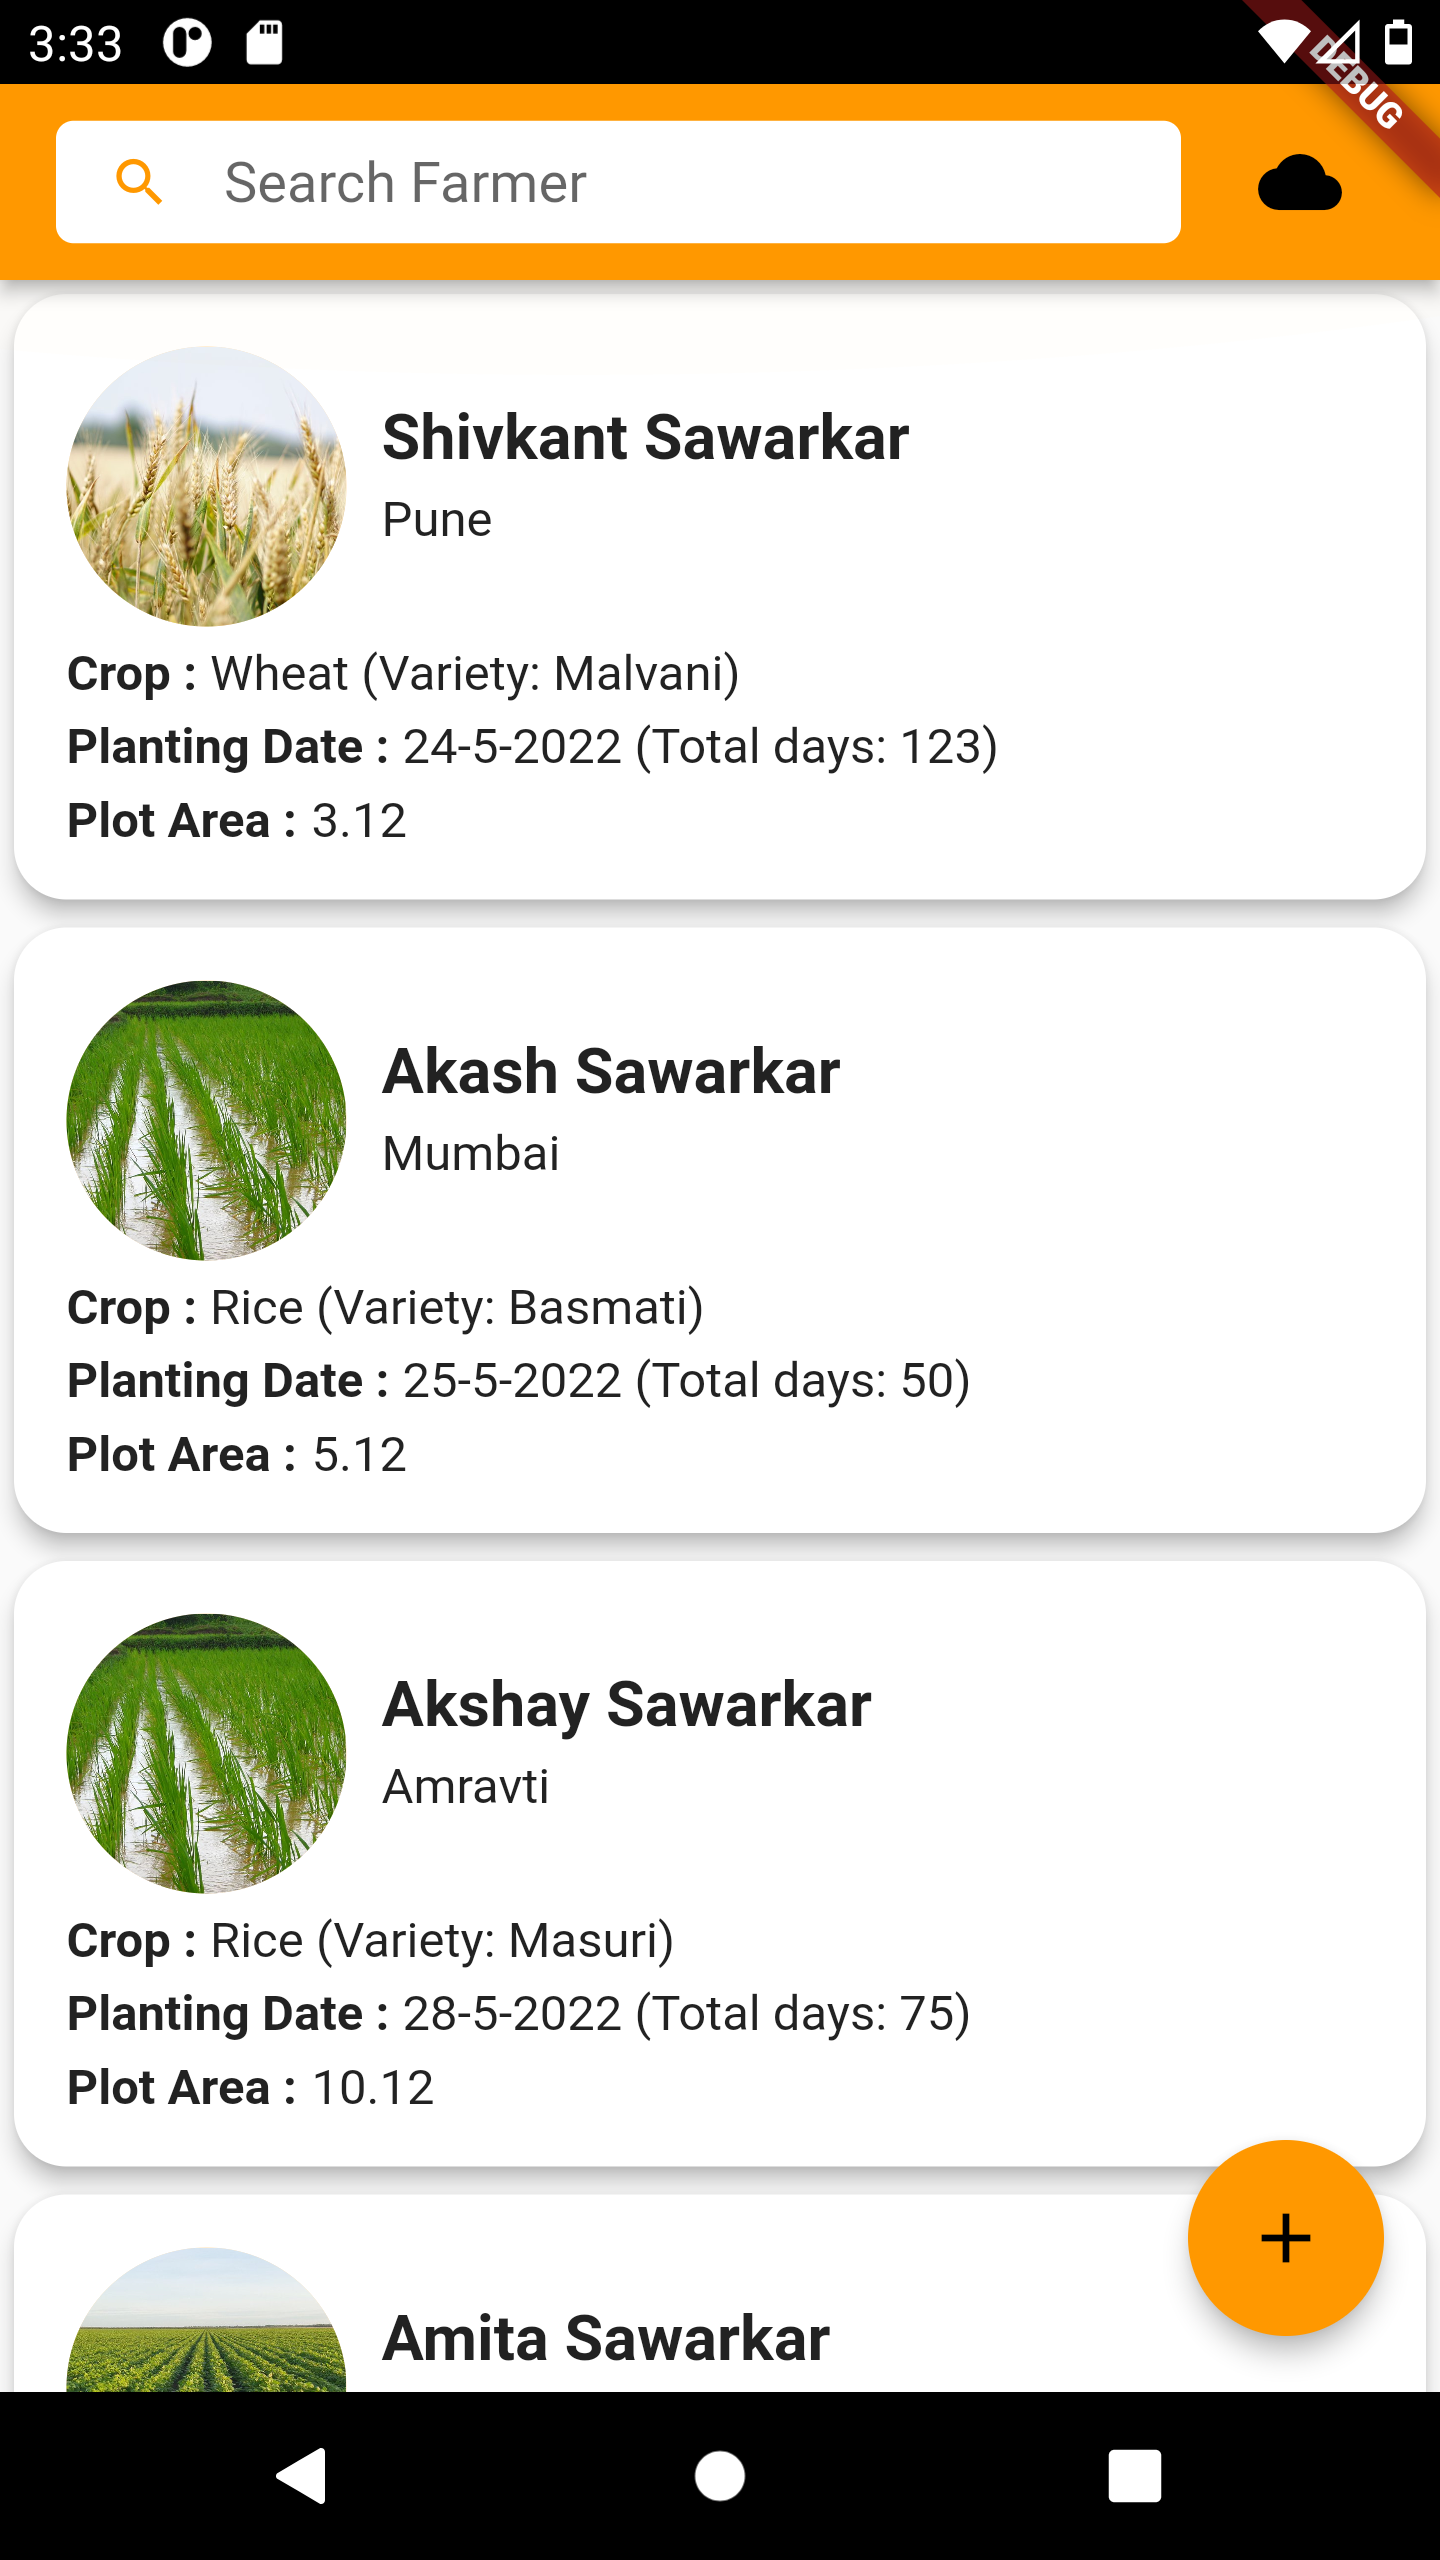 3:33
DEBUG
Search Farmer
Shivkant Sawarkar
Pune
Crop : Wheat (Variety: Malvani)
Planting Date : 24-5-2022 (Total days: 123)
Plot Area : 3.12
Akash Sawarkar
Mumbai
Crop : Rice (Variety: Basmati)
Planting Date : 25-5-2022 (Total days: 50)
Plot Area : 5.12
Akshay Sawarkar
Amravti
Crop : Rice (Variety: Masuri)
Planting Date : 28-5-2022 (Total days: 75)
Plot Area : 10.12
Amita Sawarkar